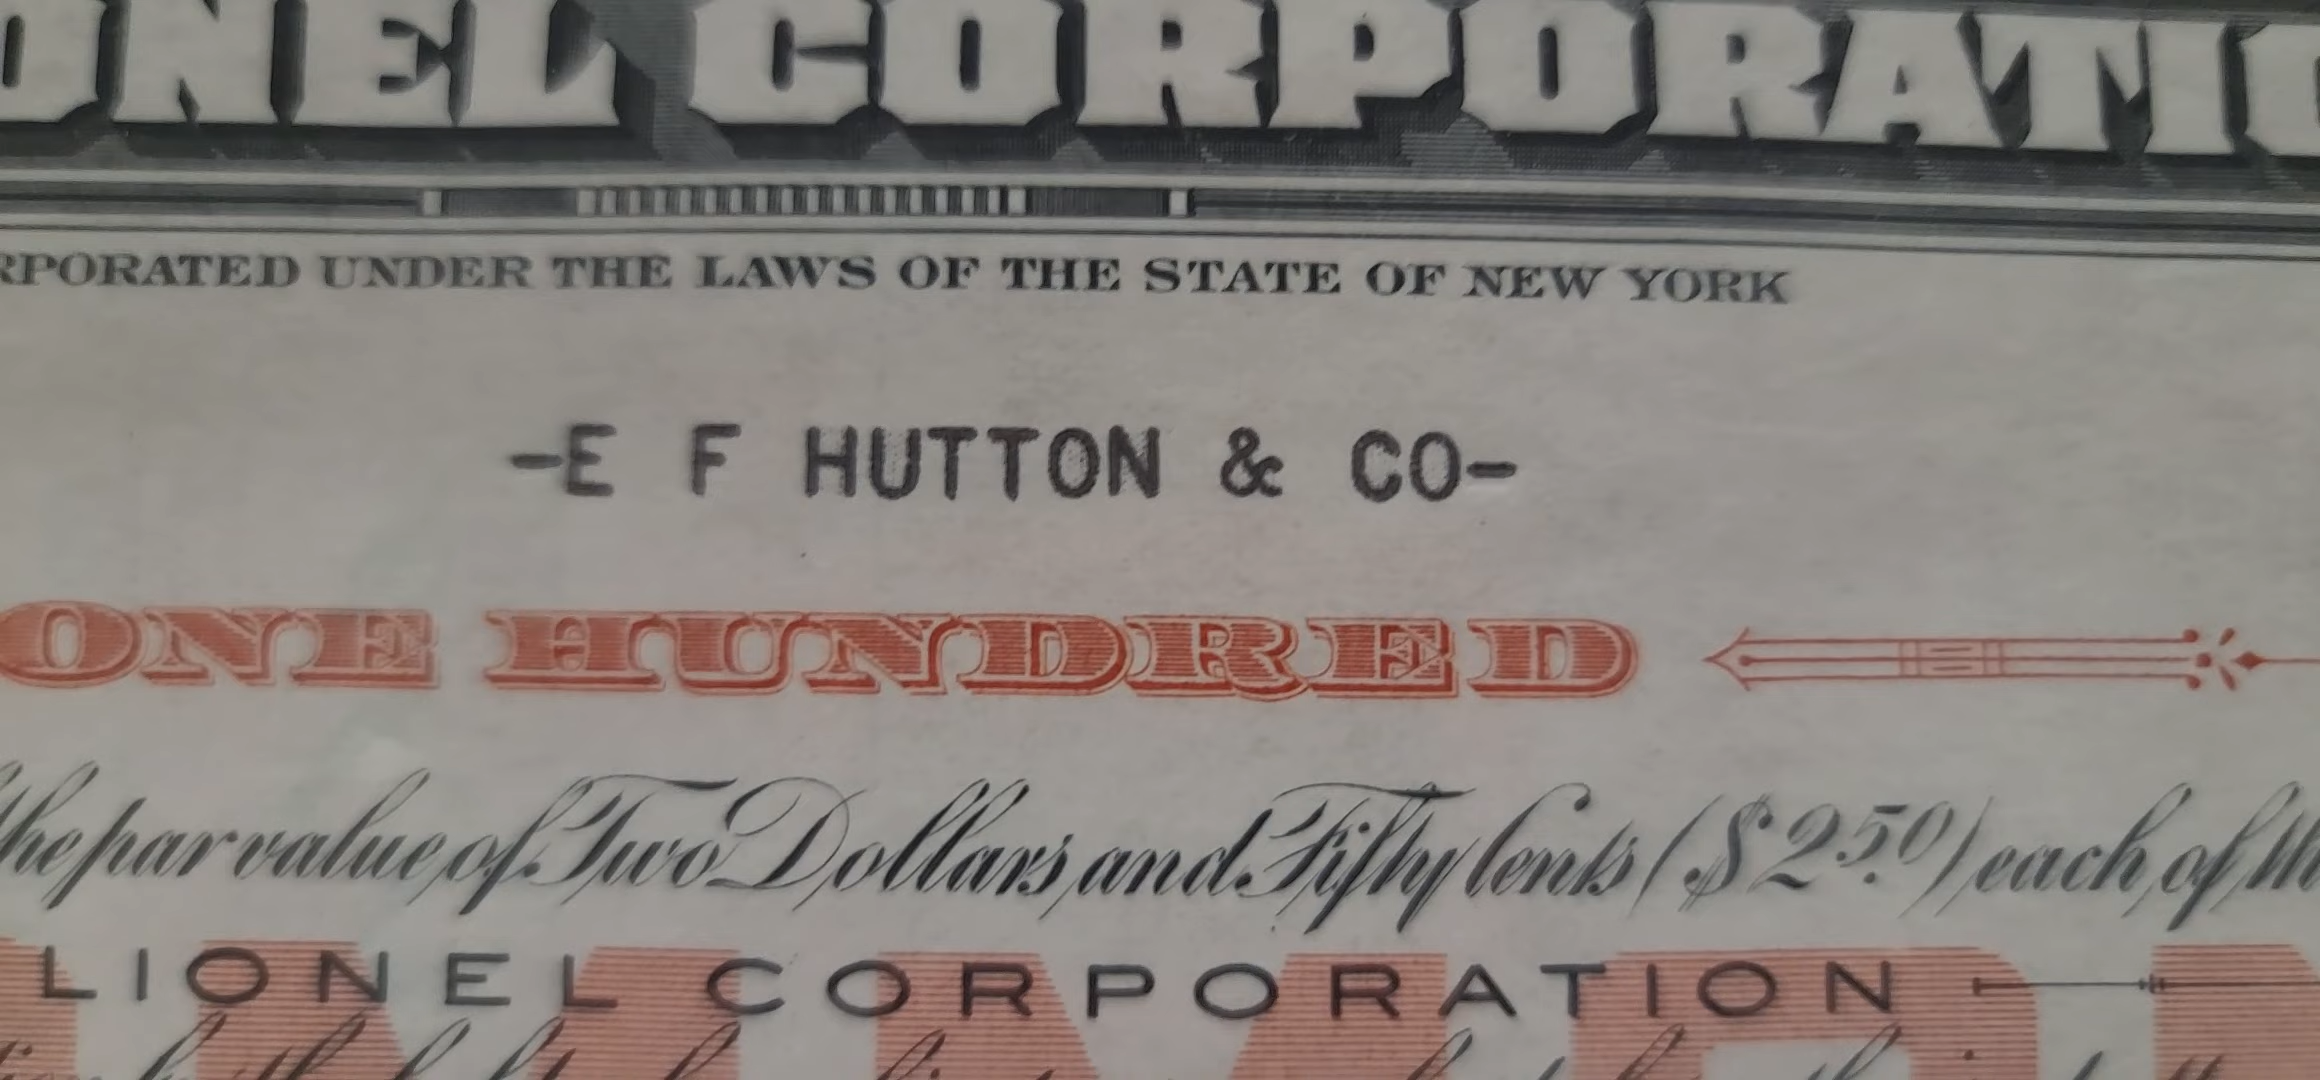 ONEL CORPORATIO
RPORATED UNDER THE LAWS OF THE STATE OF NEW YORK
-E F HUTTON & CO-
ONE HUNDRED
the par value of Two Dollars and Fifty Cents ($2.50) each, of the
LIONEL CORPORATION